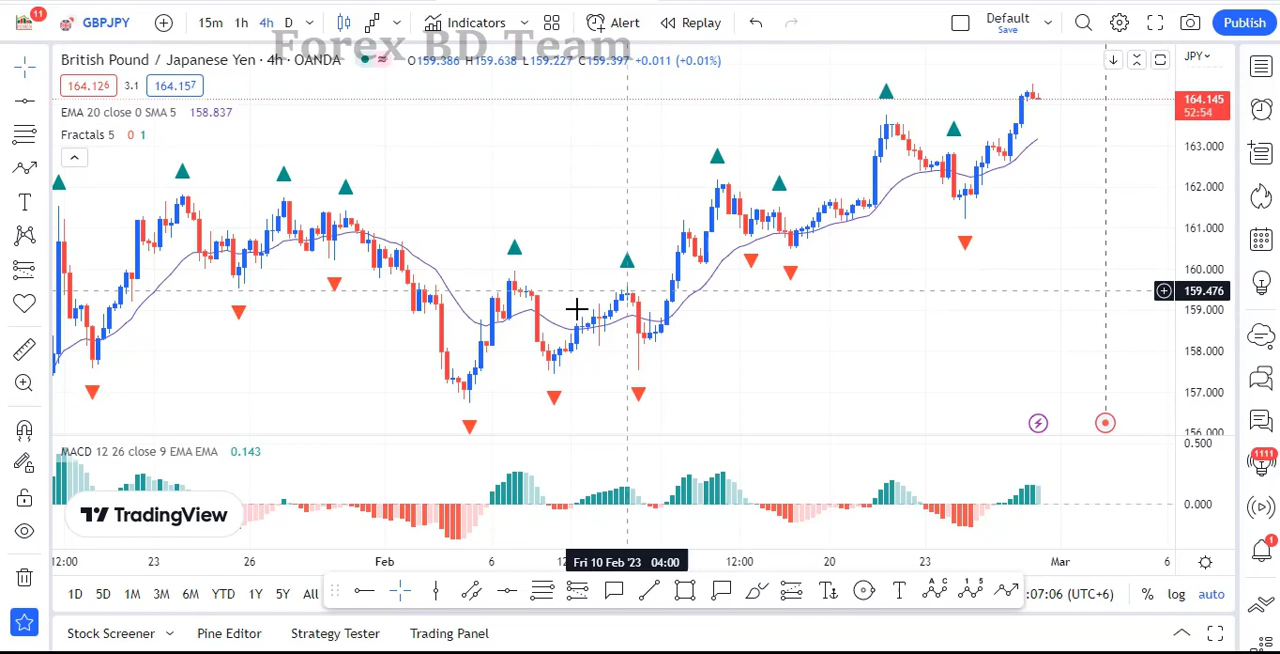 11
GBPJPY
15m 1h 4h D
Indicators
Alert
Replay
Default
Save
Publish
Forex BD Team
British Pound / Japanese Yen · 4h · OANDA
O159.386 H159.638 L159.227 C159.397 +0.011 (+0.01%)
JPY
164.126 3.1 164.157
EMA 20 close 0 SMA 5 158.837
Fractals 5 0 1
164.145
52:54
163.000
162.000
161.000
160.000
159.476
159.000
158.000
157.000
156.000
MACD 12 26 close 9 EMA EMA 0.143
0.500
0.000
TradingView
1111
1
12:00 23 26 Feb 6 Fri 10 Feb '23 04:00 12:00 20 23 Mar 6
1D 5D 1M 3M 6M YTD 1Y 5Y All
:07:06 (UTC+6) % log auto
Stock Screener Pine Editor Strategy Tester Trading Panel